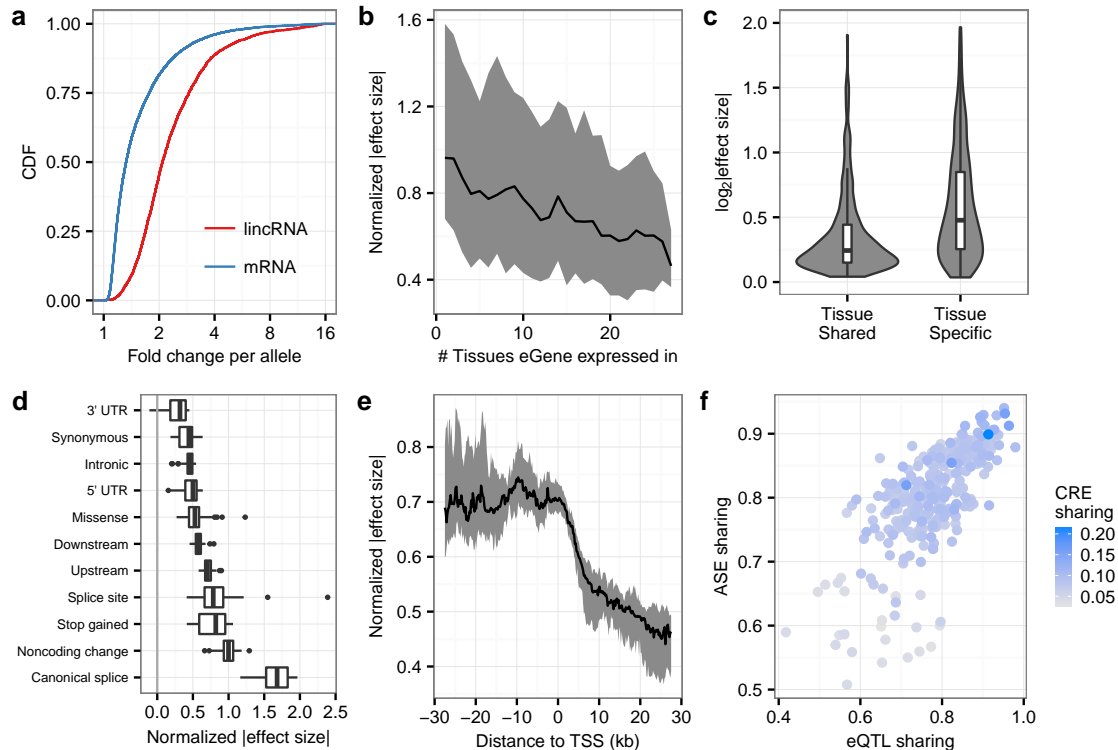 a
1.00
0.75
0.50
0.25
0.00
CDF
lincRNA
mRNA
1 2 4 8 16
Fold change per allele
b
1.6
1.2
0.8
0.4
Normalized |effect size|
0 10 20
# Tissues eGene expressed in
c
2.0
1.5
1.0
0.5
0.0
log2|effect size|
Tissue Shared
Tissue Specific
d
3' UTR
Synonymous
Intronic
5' UTR
Missense
Downstream
Upstream
Splice site
Stop gained
Noncoding change
Canonical splice
0.0 0.5 1.0 1.5 2.0 2.5
Normalized |effect size|
e
0.8
0.7
0.6
0.5
0.4
Normalized |effect size|
−30 −20 −10 0 10 20 30
Distance to TSS (kb)
f
0.9
0.8
0.7
0.6
0.5
ASE sharing
0.4 0.6 0.8 1.0
eQTL sharing
CRE
sharing
0.20
0.15
0.10
0.05